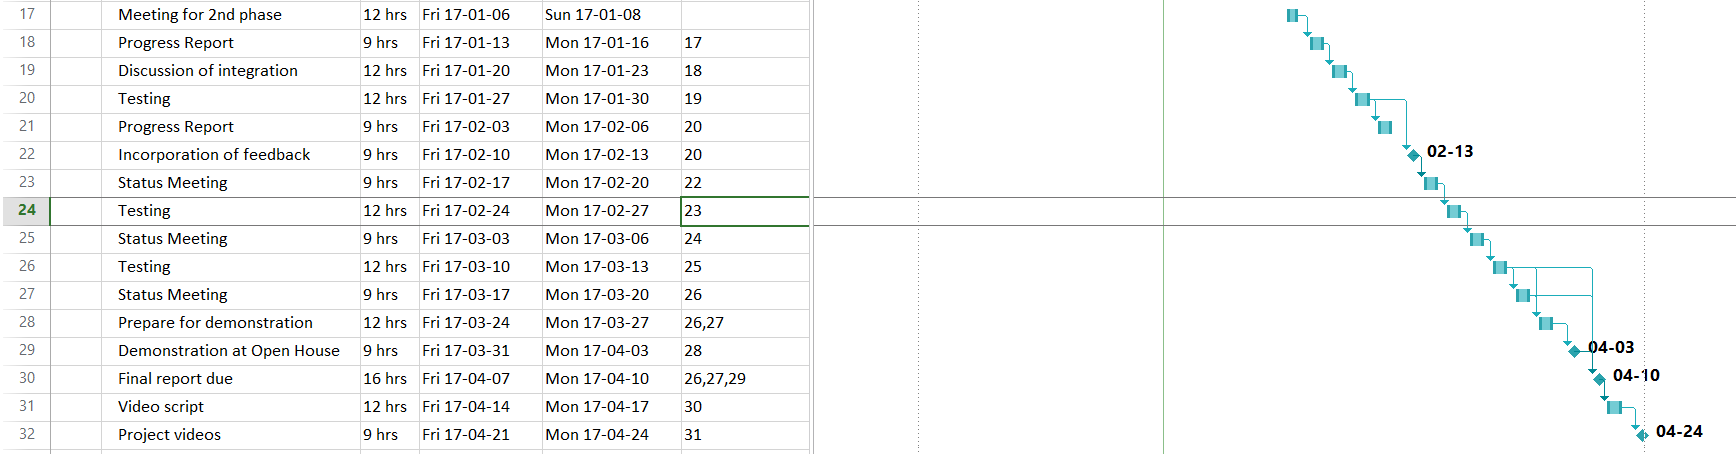 17 Meeting for 2nd phase 12 hrs Fri 17-01-06 Sun 17-01-08
18 Progress Report 9 hrs Fri 17-01-13 Mon 17-01-16 17
19 Discussion of integration 12 hrs Fri 17-01-20 Mon 17-01-23 18
20 Testing 12 hrs Fri 17-01-27 Mon 17-01-30 19
21 Progress Report 9 hrs Fri 17-02-03 Mon 17-02-06 20
22 Incorporation of feedback 9 hrs Fri 17-02-10 Mon 17-02-13 20 02-13
23 Status Meeting 9 hrs Fri 17-02-17 Mon 17-02-20 22
24 Testing 12 hrs Fri 17-02-24 Mon 17-02-27 23
25 Status Meeting 9 hrs Fri 17-03-03 Mon 17-03-06 24
26 Testing 12 hrs Fri 17-03-10 Mon 17-03-13 25
27 Status Meeting 9 hrs Fri 17-03-17 Mon 17-03-20 26
28 Prepare for demonstration 12 hrs Fri 17-03-24 Mon 17-03-27 26,27
29 Demonstration at Open House 9 hrs Fri 17-03-31 Mon 17-04-03 28 04-03
30 Final report due 16 hrs Fri 17-04-07 Mon 17-04-10 26,27,29 04-10
31 Video script 12 hrs Fri 17-04-14 Mon 17-04-17 30
32 Project videos 9 hrs Fri 17-04-21 Mon 17-04-24 31 04-24